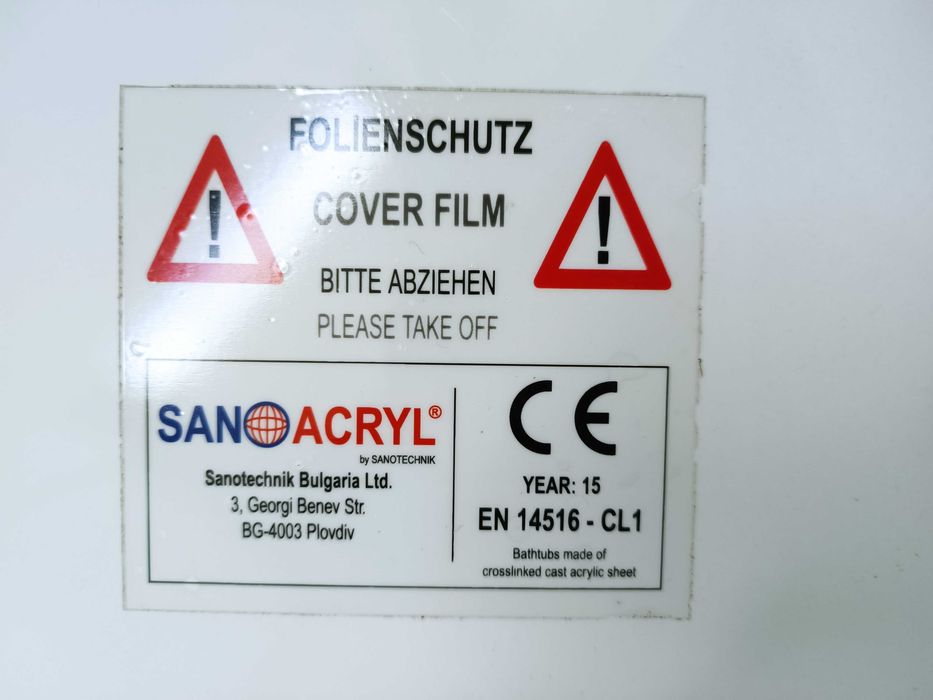 FOLIENSCHUTZ
COVER FILM
BITTE ABZIEHEN
PLEASE TAKE OFF
! !
SANOACRYL®
by SANOTECHNIK
Sanotechnik Bulgaria Ltd.
3, Georgi Benev Str.
BG-4003 Plovdiv
CE
YEAR: 15
EN 14516 - CL1
Bathtubs made of
crosslinked cast acrylic sheet